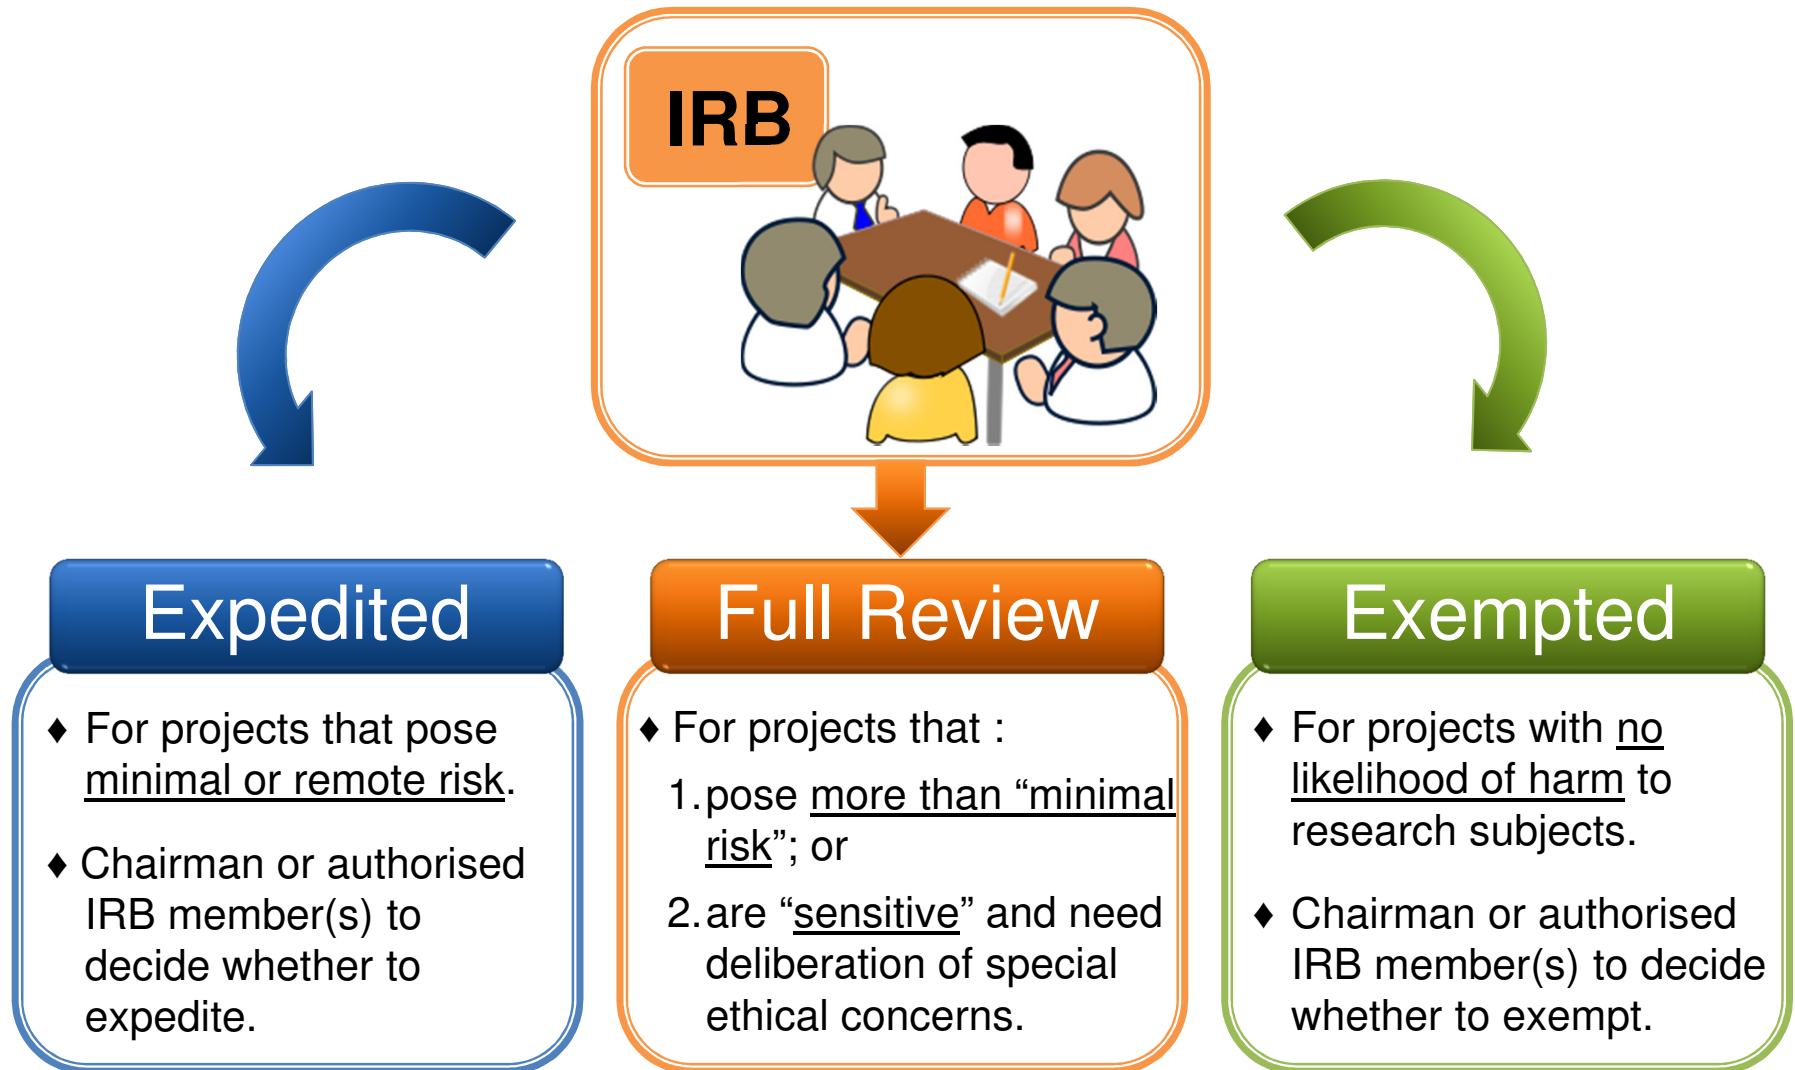 IRB
Expedited
♦ For projects that pose
minimal or remote risk.
♦ Chairman or authorised
IRB member(s) to
decide whether to
expedite.
Full Review
♦ For projects that :
1. pose more than “minimal
risk”; or
2. are “sensitive” and need
deliberation of special
ethical concerns.
Exempted
♦ For projects with no
likelihood of harm to
research subjects.
♦ Chairman or authorised
IRB member(s) to decide
whether to exempt.